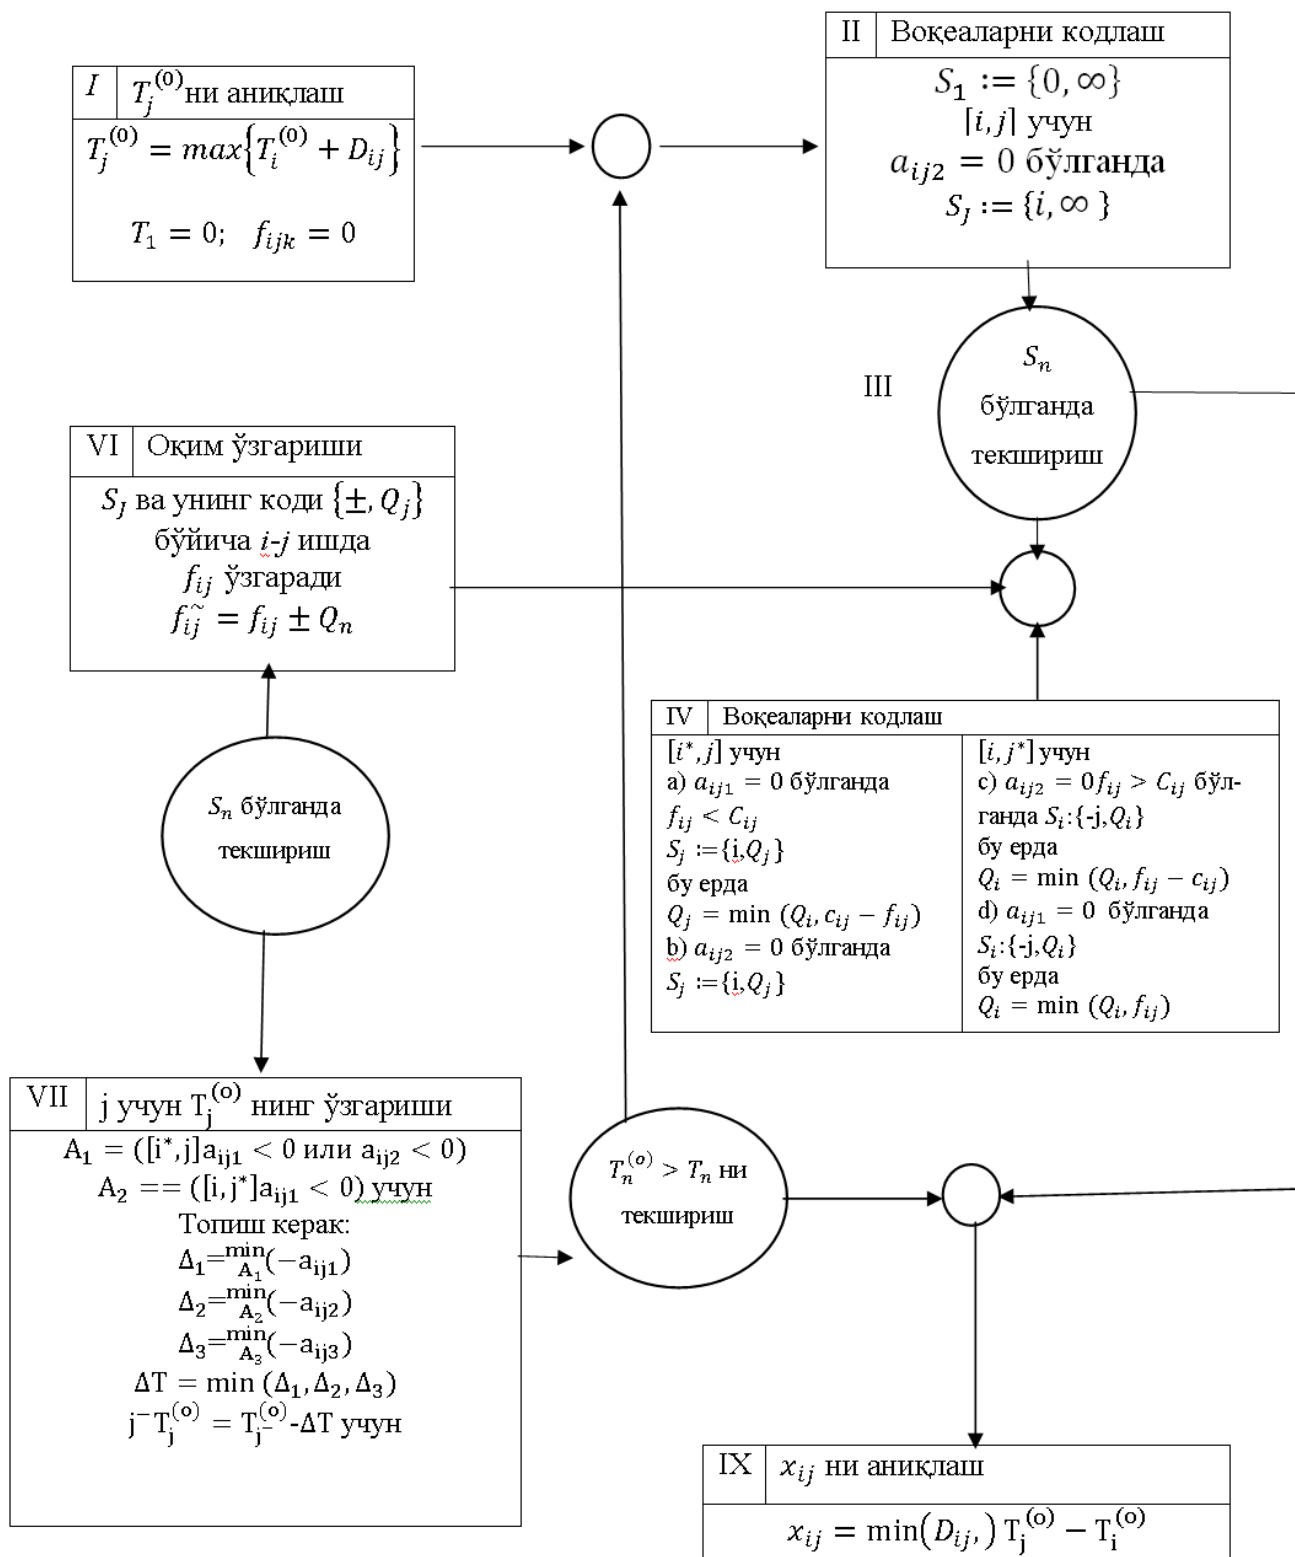 I T_j^(0)ни аниқлаш
T_j^(0) = max{T_i^(0) + D_ij}
T_1 = 0; f_ijk = 0
II Воқеаларни кодлаш
S_1 := {0, ∞}
⌈i, j⌉ учун
a_ij2 = 0 бўлганда
S_J := {i, ∞ }
III
S_n
бўлганда
текшириш
VI Оқим ўзгариши
S_J ва унинг коди {±, Q_j}
бўйича i-j ишда
f_ij ўзгаради
f_ij^~ = f_ij ± Q_n
IV Воқеаларни кодлаш
[i*, j] учун
a) a_ij1 = 0 бўлганда
f_ij < C_ij
S_j :={i,Q_j}
бу ерда
Q_j = min (Q_i, c_ij − f_ij)
b) a_ij2 = 0 бўлганда
S_j :={i,Q_j}
[i, j*] учун
c) a_ij2 = 0f_ij > C_ij бўл-
ганда S_i:{-j,Q_i}
бу ерда
Q_i = min (Q_i, f_ij − c_ij)
d) a_ij1 = 0 бўлганда
S_i:{-j,Q_i}
бу ерда
Q_i = min (Q_i, f_ij)
S_n бўлганда
текшириш
VII j учун T_j^(o) нинг ўзгариши
A_1 = ([i*, j]a_ij1 < 0 или a_ij2 < 0)
A_2 == ([i, j*]a_ij1 < 0) учун
Топиш керак:
Δ_1=min_A_1(−a_ij1)
Δ_2=min_A_2(−a_ij2)
Δ_3=min_A_3(−a_ij3)
ΔT = min (Δ_1, Δ_2, Δ_3)
j^−T_j^(o) = T_j^−^(o)-ΔT учун
T_n^(o) > T_n ни
текшириш
IX x_ij ни аниқлаш
x_ij = min(D_ij, ) T_j^(o) − T_i^(o)